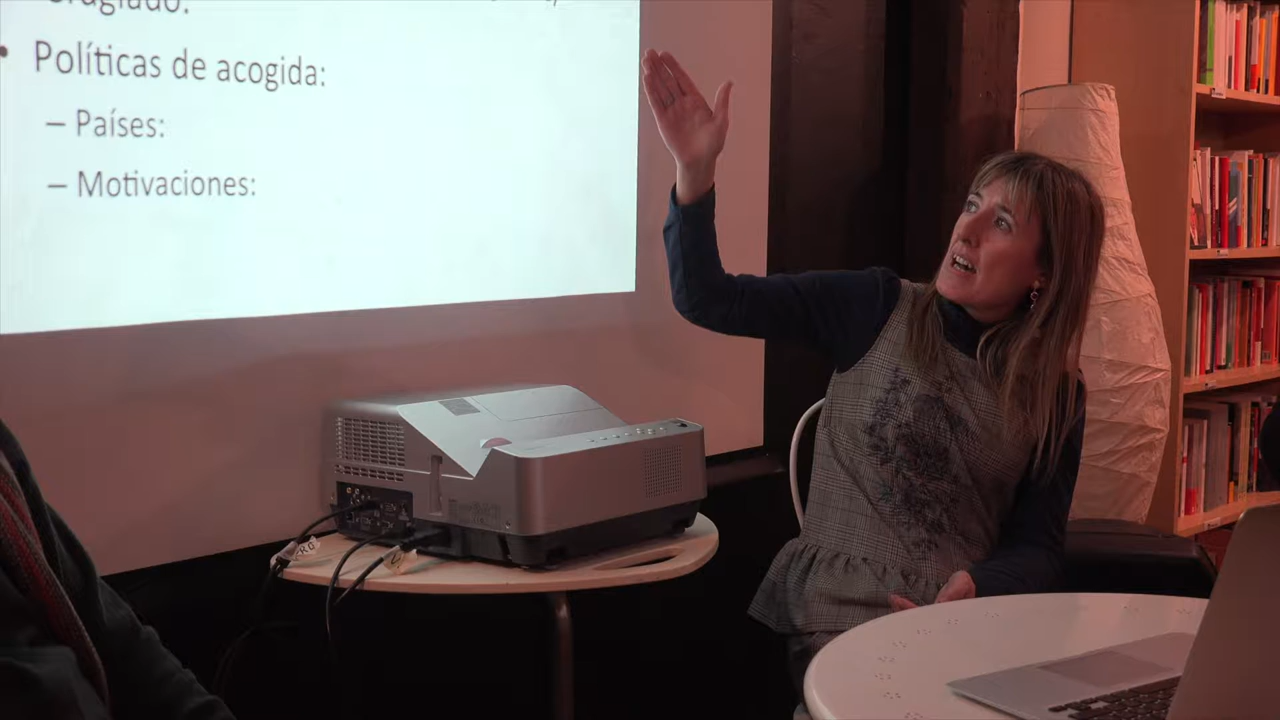 • Políticas de acogida:
– Países:
– Motivaciones: